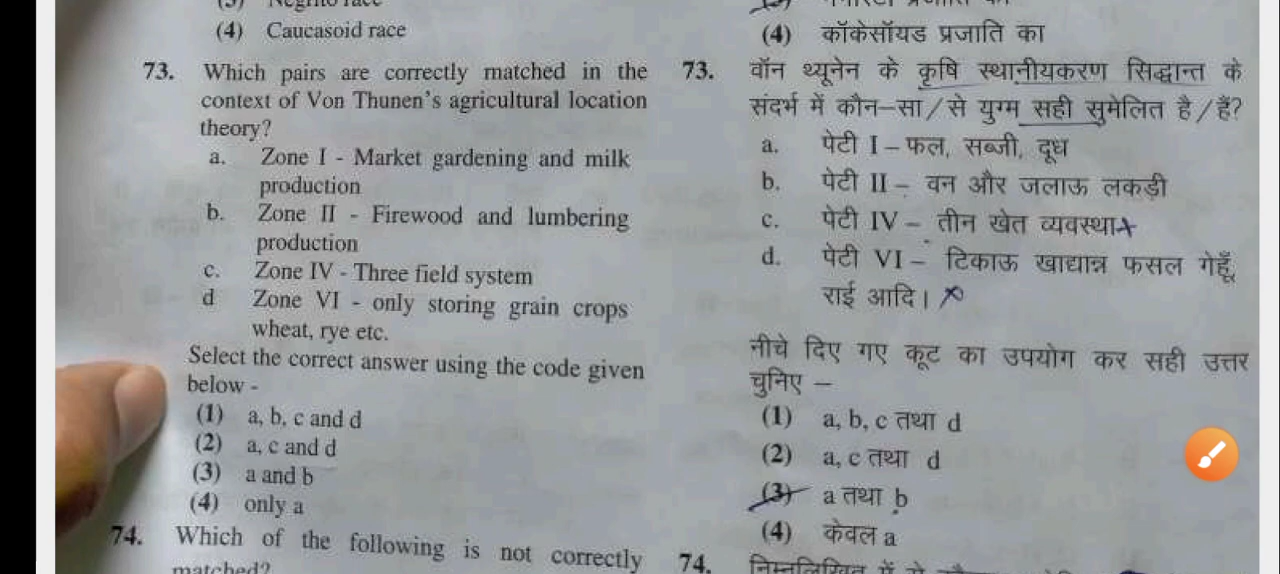 (3) Negrito race
(4) Caucasoid race
73. Which pairs are correctly matched in the
context of Von Thunen's agricultural location
theory?
a. Zone I - Market gardening and milk
production
b. Zone II - Firewood and lumbering
production
c. Zone IV - Three field system
d Zone VI - only storing grain crops
wheat, rye etc.
Select the correct answer using the code given
below -
(1) a, b, c and d
(2) a, c and d
(3) a and b
(4) only a
74. Which of the following is not correctly
matched?
(4) कॉकेसॉयड प्रजाति का
73. वॉन थ्यूनेन के कृषि स्थानीयकरण सिद्धान्त के
संदर्भ में कौन-सा/से युग्म सही सुमेलित है/हैं?
a. पेटी I – फल, सब्जी, दूध
b. पेटी II – वन और जलाऊ लकड़ी
c. पेटी IV – तीन खेत व्यवस्था
d. पेटी VI – टिकाऊ खाद्यान्न फसल गेहूँ,
राई आदि।
नीचे दिए गए कूट का उपयोग कर सही उत्तर
चुनिए –
(1) a, b, c तथा d
(2) a, c तथा d
(3) a तथा b
(4) केवल a
74. निम्नलिखित में से